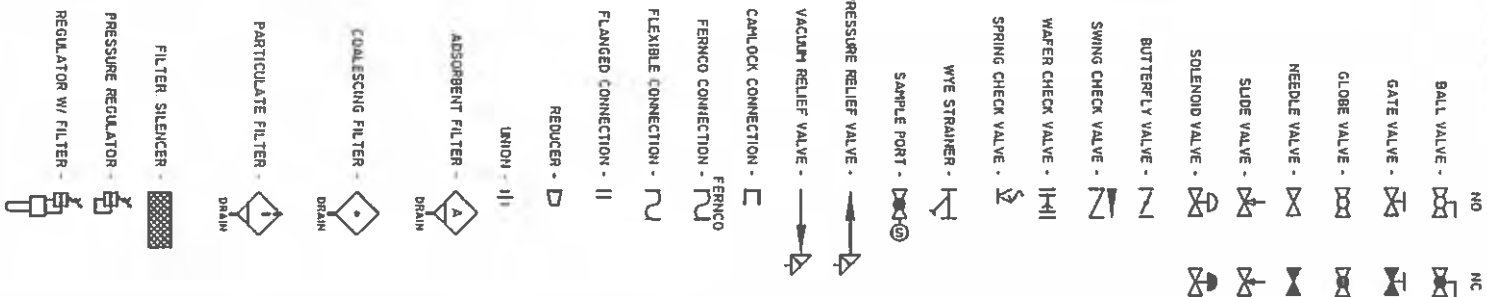 NO NC
BALL VALVE -
GATE VALVE -
GLOBE VALVE -
NEEDLE VALVE -
SLIDE VALVE -
SOLENOID VALVE -
BUTTERFLY VALVE -
SWING CHECK VALVE -
WAFER CHECK VALVE -
SPRING CHECK VALVE -
WYE STRAINER -
SAMPLE PORT - S
RESSURE RELIEF VALVE -
VACUUM RELIEF VALVE -
CAMLOCK CONNECTION -
FERNCO CONNECTION - FERNCO
FLEXIBLE CONNECTION -
FLANGED CONNECTION -
REDUCER -
UNION -
ADSORBENT FILTER - A
DRAIN
COALESCING FILTER -
DRAIN
PARTICULATE FILTER -
DRAIN
FILTER SILENCER -
PRESSURE REGULATOR -
REGULATOR W/ FILTER -